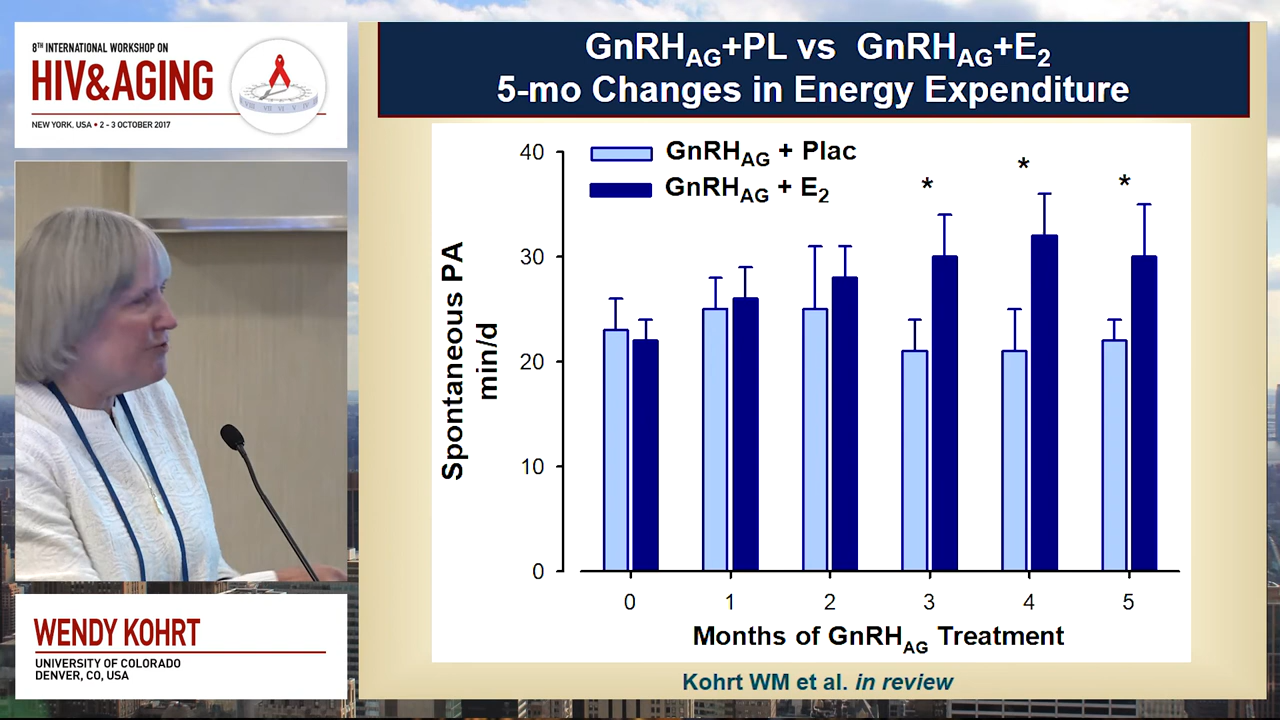 8TH INTERNATIONAL WORKSHOP ON
HIV&AGING
NEW YORK, USA • 2 - 3 OCTOBER 2017
GnRHAG+PL vs GnRHAG+E2
5-mo Changes in Energy Expenditure
GnRHAG + Plac
GnRHAG + E2
Spontaneous PA
min/d
40
30
20
10
0
* * *
0 1 2 3 4 5
Months of GnRHAG Treatment
Kohrt WM et al. in review
WENDY KOHRT
UNIVERSITY OF COLORADO
DENVER, CO, USA